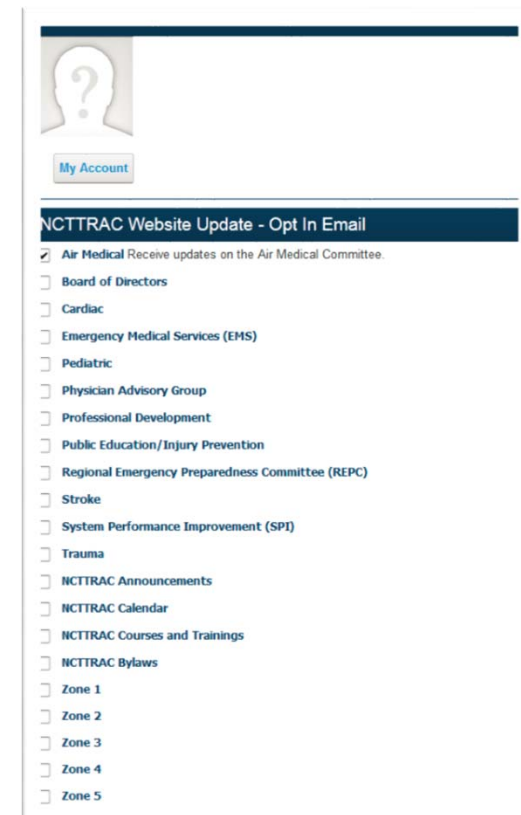 ?
My Account
NCTTRAC Website Update - Opt In Email
Air Medical Receive updates on the Air Medical Committee.
Board of Directors
Cardiac
Emergency Medical Services (EMS)
Pediatric
Physician Advisory Group
Professional Development
Public Education/Injury Prevention
Regional Emergency Preparedness Committee (REPC)
Stroke
System Performance Improvement (SPI)
Trauma
NCTTRAC Announcements
NCTTRAC Calendar
NCTTRAC Courses and Trainings
NCTTRAC Bylaws
Zone 1
Zone 2
Zone 3
Zone 4
Zone 5